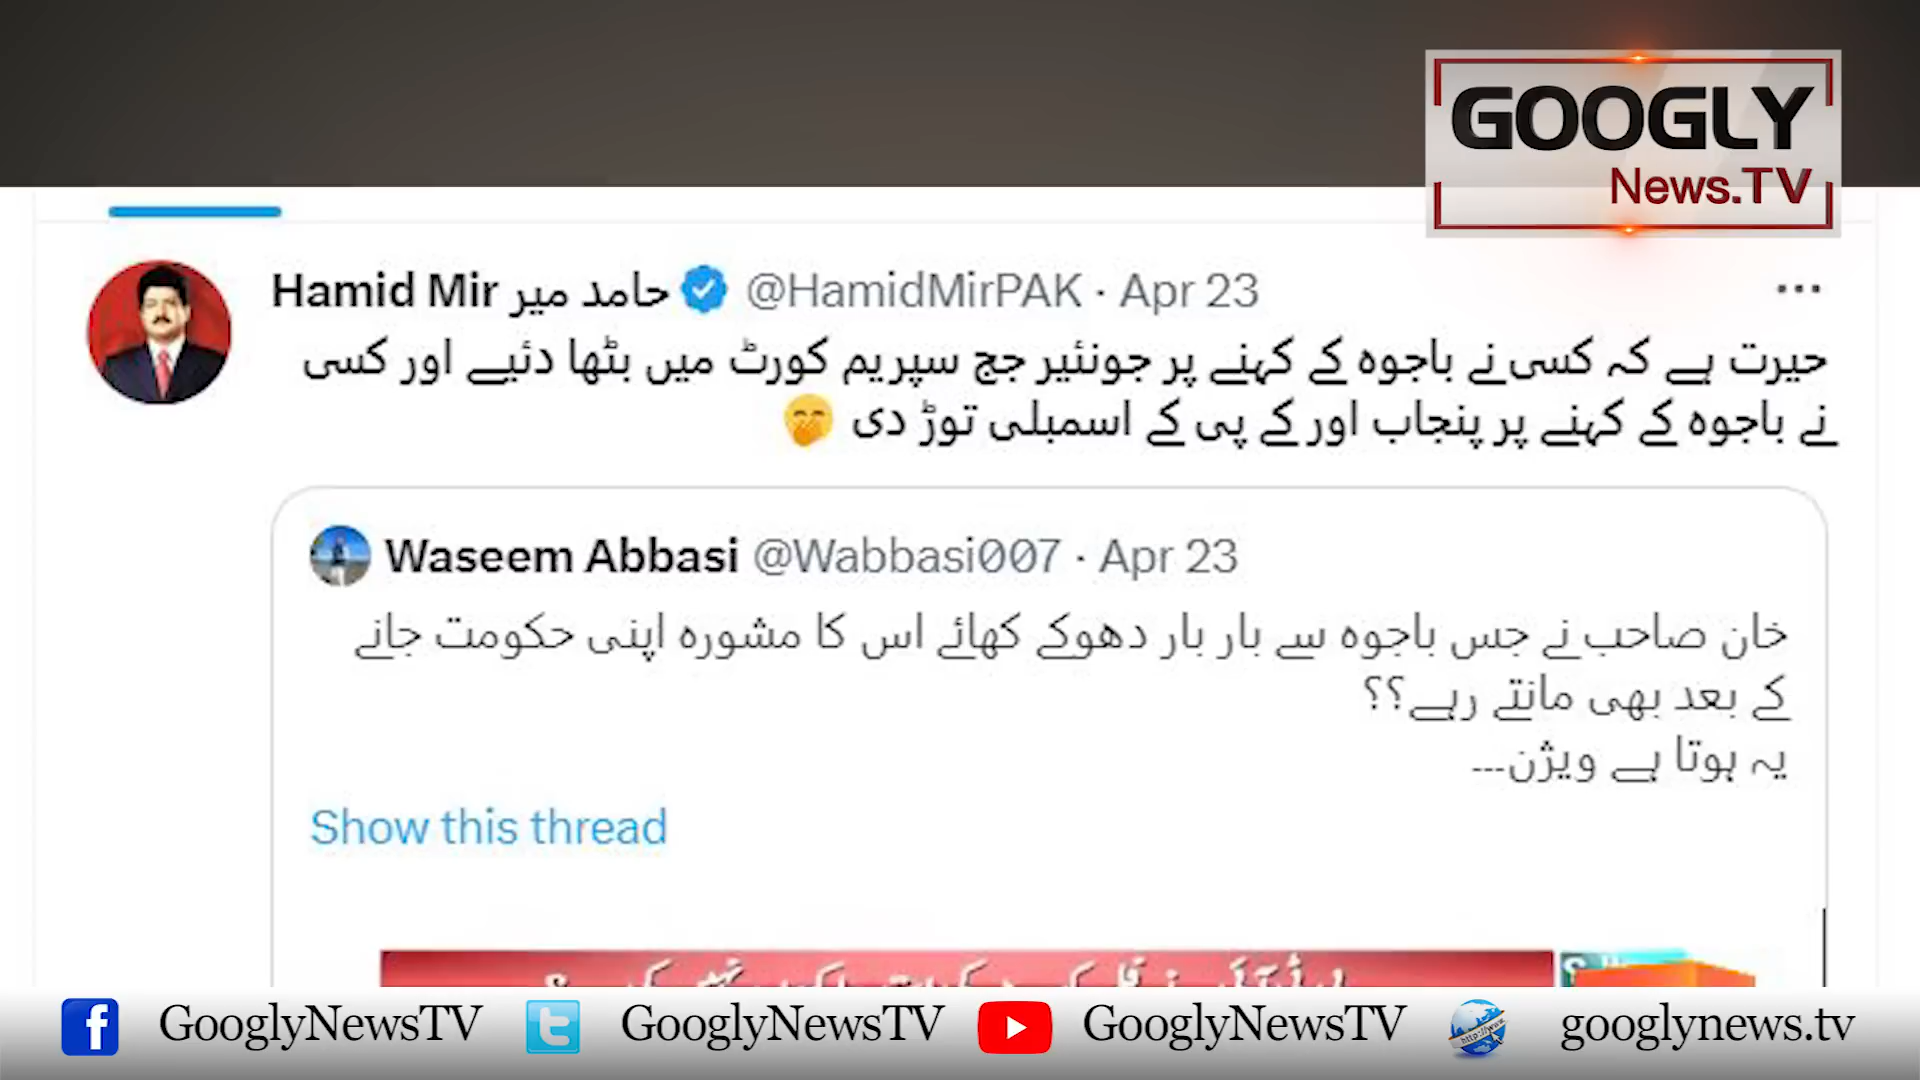 GOOGLY
News.TV
Hamid Mir حامد میر @HamidMirPAK · Apr 23
حیرت ہے کہ کسی نے باجوہ کے کہنے پر جونئیر جج سپریم کورٹ میں بٹھا دئیے اور کسی
نے باجوہ کے کہنے پر پنجاب اور کے پی کے اسمبلی توڑ دی 🤭
Waseem Abbasi @Wabbasi007 · Apr 23
خان صاحب نے جس باجوہ سے بار بار دھوکے کھائے اس کا مشورہ اپنی حکومت جانے
کے بعد بھی مانتے رہے؟؟
یہ ہوتا ہے ویژن...
Show this thread
GooglyNewsTV GooglyNewsTV GooglyNewsTV googlynews.tv